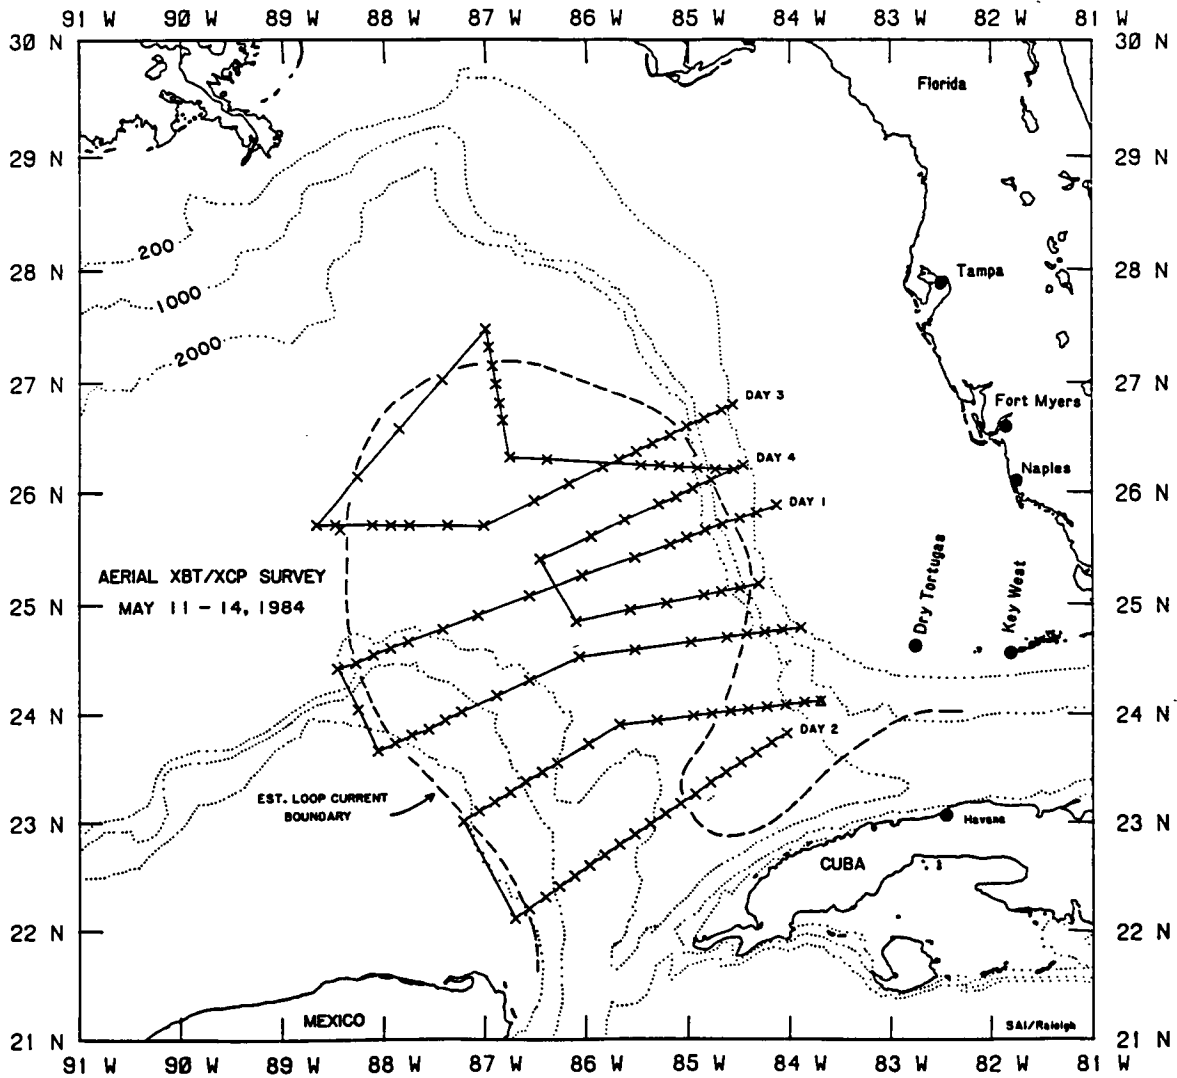 91 W 90 W 89 W 88 W 87 W 86 W 85 W 84 W 83 W 82 W 81 W
30 N 30 N
Florida
29 N 29 N
200
28 N 28 N
Tampa
1000
2000
27 N 27 N
DAY 3
Fort Myers
DAY 4
Naples
26 N 26 N
DAY 1
AERIAL XBT/XCP SURVEY
MAY 11 - 14, 1984
25 N 25 N
Dry Tortugas
Key West
24 N 24 N
DAY 2
EST. LOOP CURRENT
BOUNDARY
23 N 23 N
Havana
CUBA
22 N 22 N
MEXICO
SAI/Raleigh
21 N 21 N
91 W 90 W 89 W 88 W 87 W 86 W 85 W 84 W 83 W 82 W 81 W